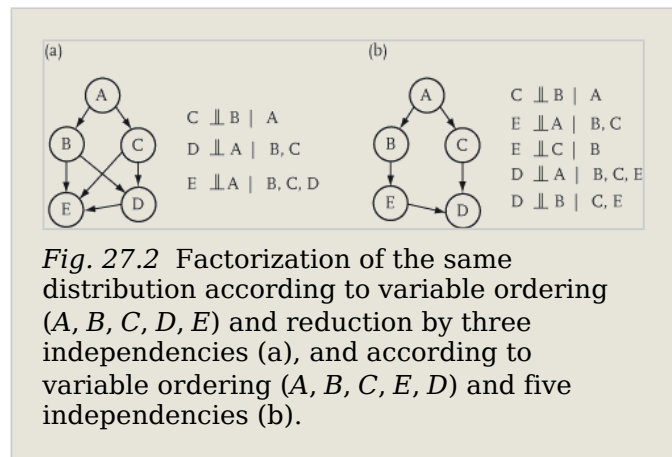 (a)
A
B
C
E
D
C ⫫ B | A
D ⫫ A | B, C
E ⫫ A | B, C, D
(b)
A
B
C
E
D
C ⫫ B | A
E ⫫ A | B, C
E ⫫ C | B
D ⫫ A | B, C, E
D ⫫ B | C, E
Fig. 27.2 Factorization of the same
distribution according to variable ordering
(A, B, C, D, E) and reduction by three
independencies (a), and according to
variable ordering (A, B, C, E, D) and five
independencies (b).